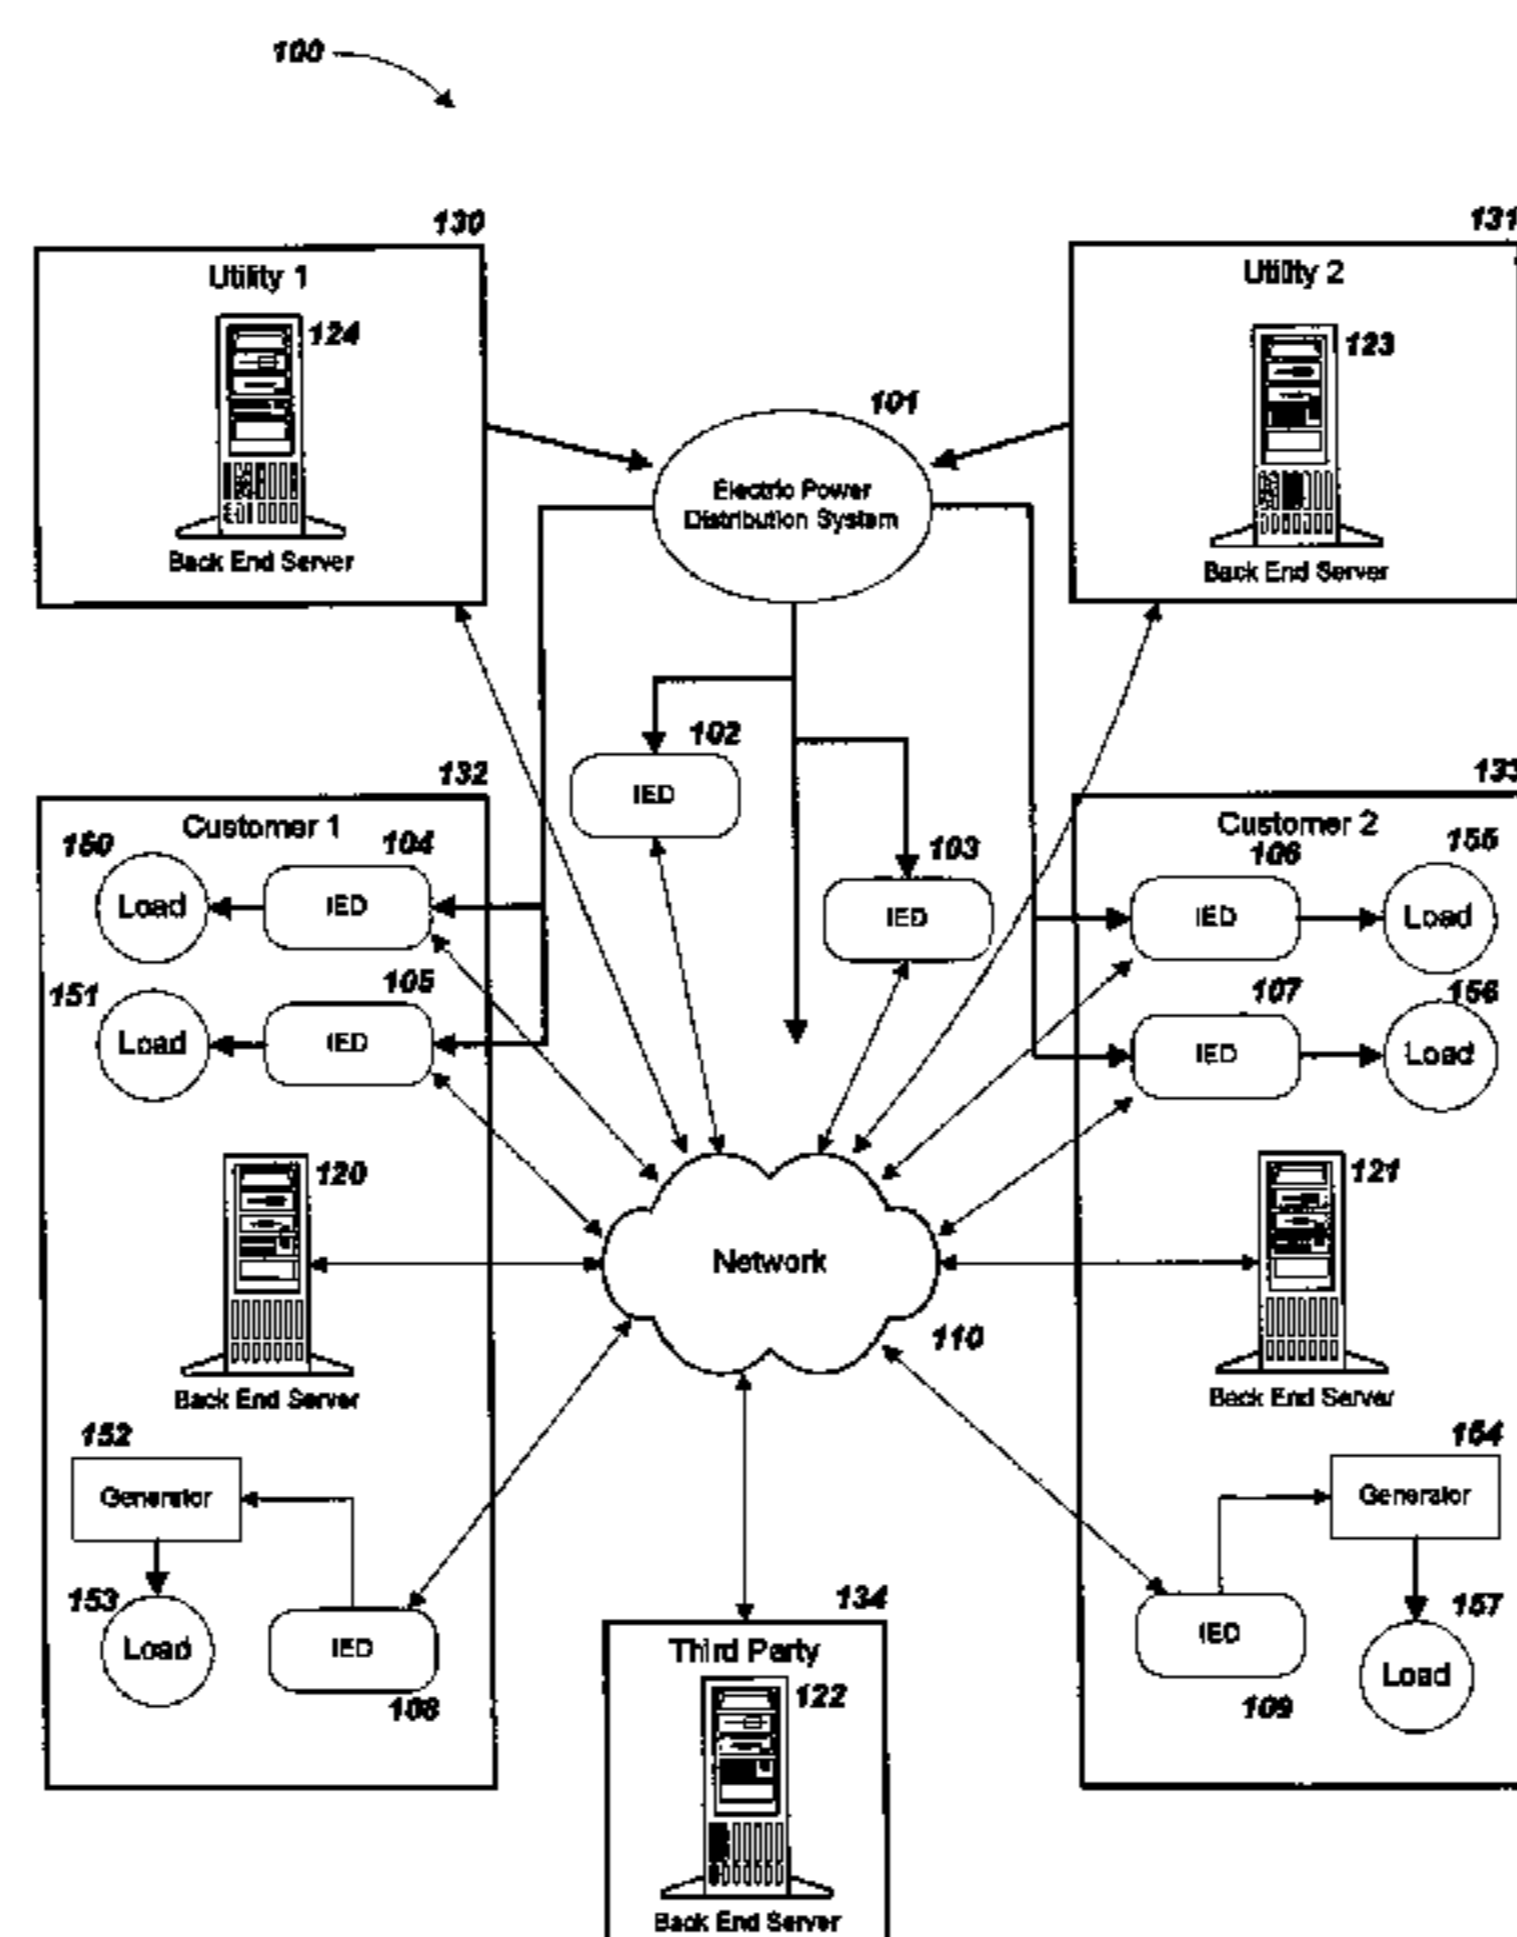 100
130
131
Utility 1
Utility 2
124
123
101
Electric Power
Distribution System
Back End Server
Back End Server
102
IED
132
133
Customer 1
Customer 2
150
104
103
106
155
Load
IED
IED
IED
Load
151
105
107
156
Load
IED
IED
Load
120
121
Network
110
Back End Server
Back End Server
152
154
Generator
Generator
153
134
157
Load
IED
Third Party
IED
Load
108
122
109
Back End Server